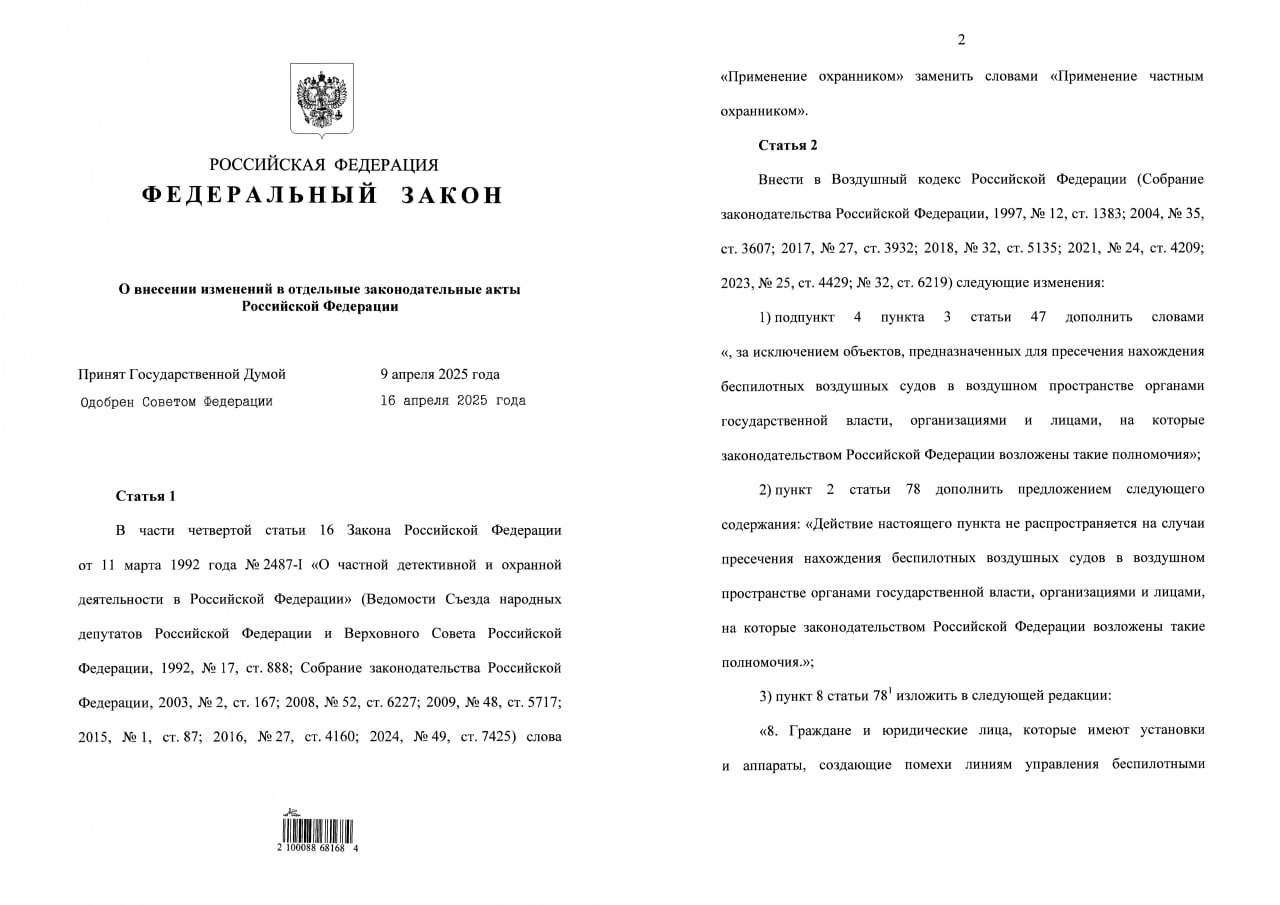 РОССИЙСКАЯ ФЕДЕРАЦИЯ
ФЕДЕРАЛЬНЫЙ ЗАКОН
О внесении изменений в отдельные законодательные акты
Российской Федерации
Принят Государственной Думой 9 апреля 2025 года
Одобрен Советом Федерации 16 апреля 2025 года
Статья 1
В части четвертой статьи 16 Закона Российской Федерации
от 11 марта 1992 года № 2487-I «О частной детективной и охранной
деятельности в Российской Федерации» (Ведомости Съезда народных
депутатов Российской Федерации и Верховного Совета Российской
Федерации, 1992, № 17, ст. 888; Собрание законодательства Российской
Федерации, 2003, № 2, ст. 167; 2008, № 52, ст. 6227; 2009, № 48, ст. 5717;
2015, № 1, ст. 87; 2016, № 27, ст. 4160; 2024, № 49, ст. 7425) слова
2 100088 68168 4
2
«Применение охранником» заменить словами «Применение частным
охранником».
Статья 2
Внести в Воздушный кодекс Российской Федерации (Собрание
законодательства Российской Федерации, 1997, № 12, ст. 1383; 2004, № 35,
ст. 3607; 2017, № 27, ст. 3932; 2018, № 32, ст. 5135; 2021, № 24, ст. 4209;
2023, № 25, ст. 4429; № 32, ст. 6219) следующие изменения:
1) подпункт 4 пункта 3 статьи 47 дополнить словами
«, за исключением объектов, предназначенных для пресечения нахождения
беспилотных воздушных судов в воздушном пространстве органами
государственной власти, организациями и лицами, на которые
законодательством Российской Федерации возложены такие полномочия»;
2) пункт 2 статьи 78 дополнить предложением следующего
содержания: «Действие настоящего пункта не распространяется на случаи
пресечения нахождения беспилотных воздушных судов в воздушном
пространстве органами государственной власти, организациями и лицами,
на которые законодательством Российской Федерации возложены такие
полномочия.»;
3) пункт 8 статьи 78¹ изложить в следующей редакции:
«8. Граждане и юридические лица, которые имеют установки
и аппараты, создающие помехи линиям управления беспилотными